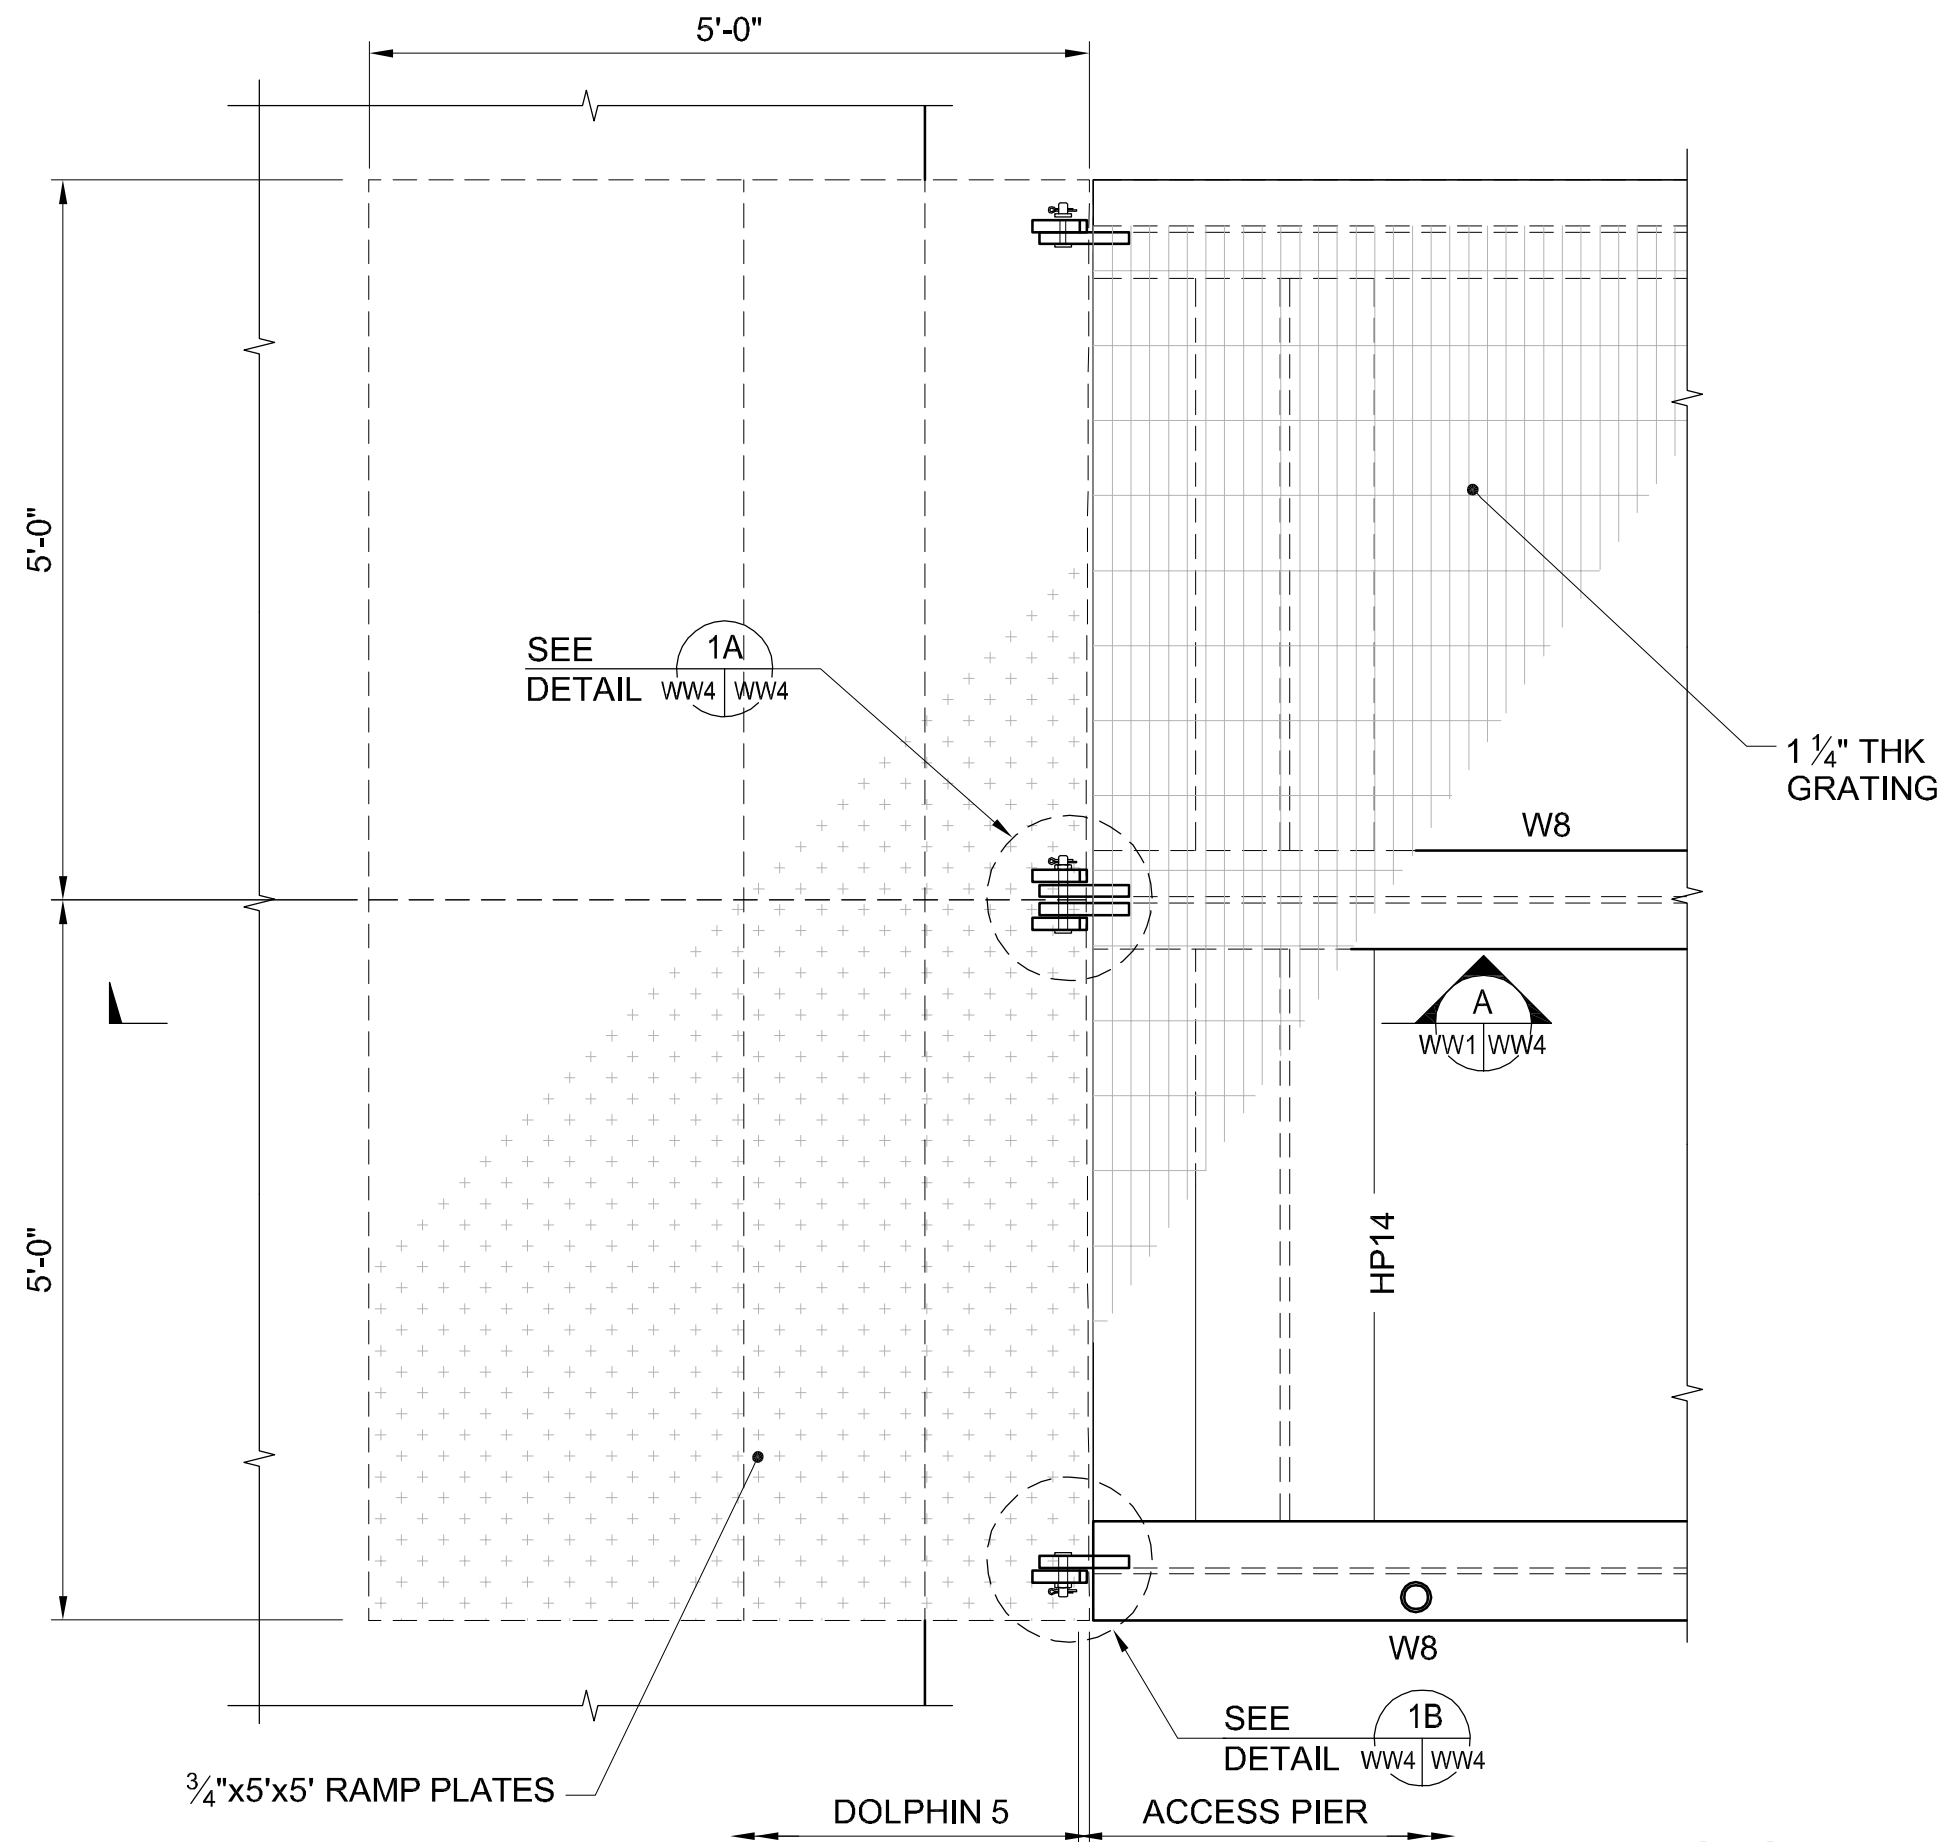 5'-0"
5'-0"
SEE
DETAIL
1A
WW4 WW4
1 1/4" THK
GRATING
W8
A
WW1 WW4
HP14
5'-0"
W8
SEE
DETAIL
1B
WW4 WW4
3/4"x5'x5' RAMP PLATES
DOLPHIN 5
ACCESS PIER